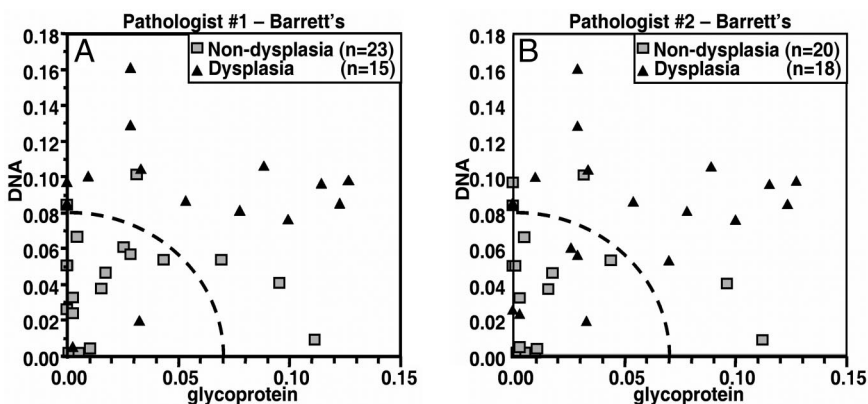 Pathologist #1 – Barrett's
A
Non-dysplasia (n=23)
Dysplasia (n=15)
DNA
0.18
0.16
0.14
0.12
0.10
0.08
0.06
0.04
0.02
0.00
0.00 0.05 0.10 0.15
glycoprotein
Pathologist #2 – Barrett's
B
Non-dysplasia (n=20)
Dysplasia (n=18)
DNA
0.18
0.16
0.14
0.12
0.10
0.08
0.06
0.04
0.02
0.00
0.00 0.05 0.10 0.15
glycoprotein